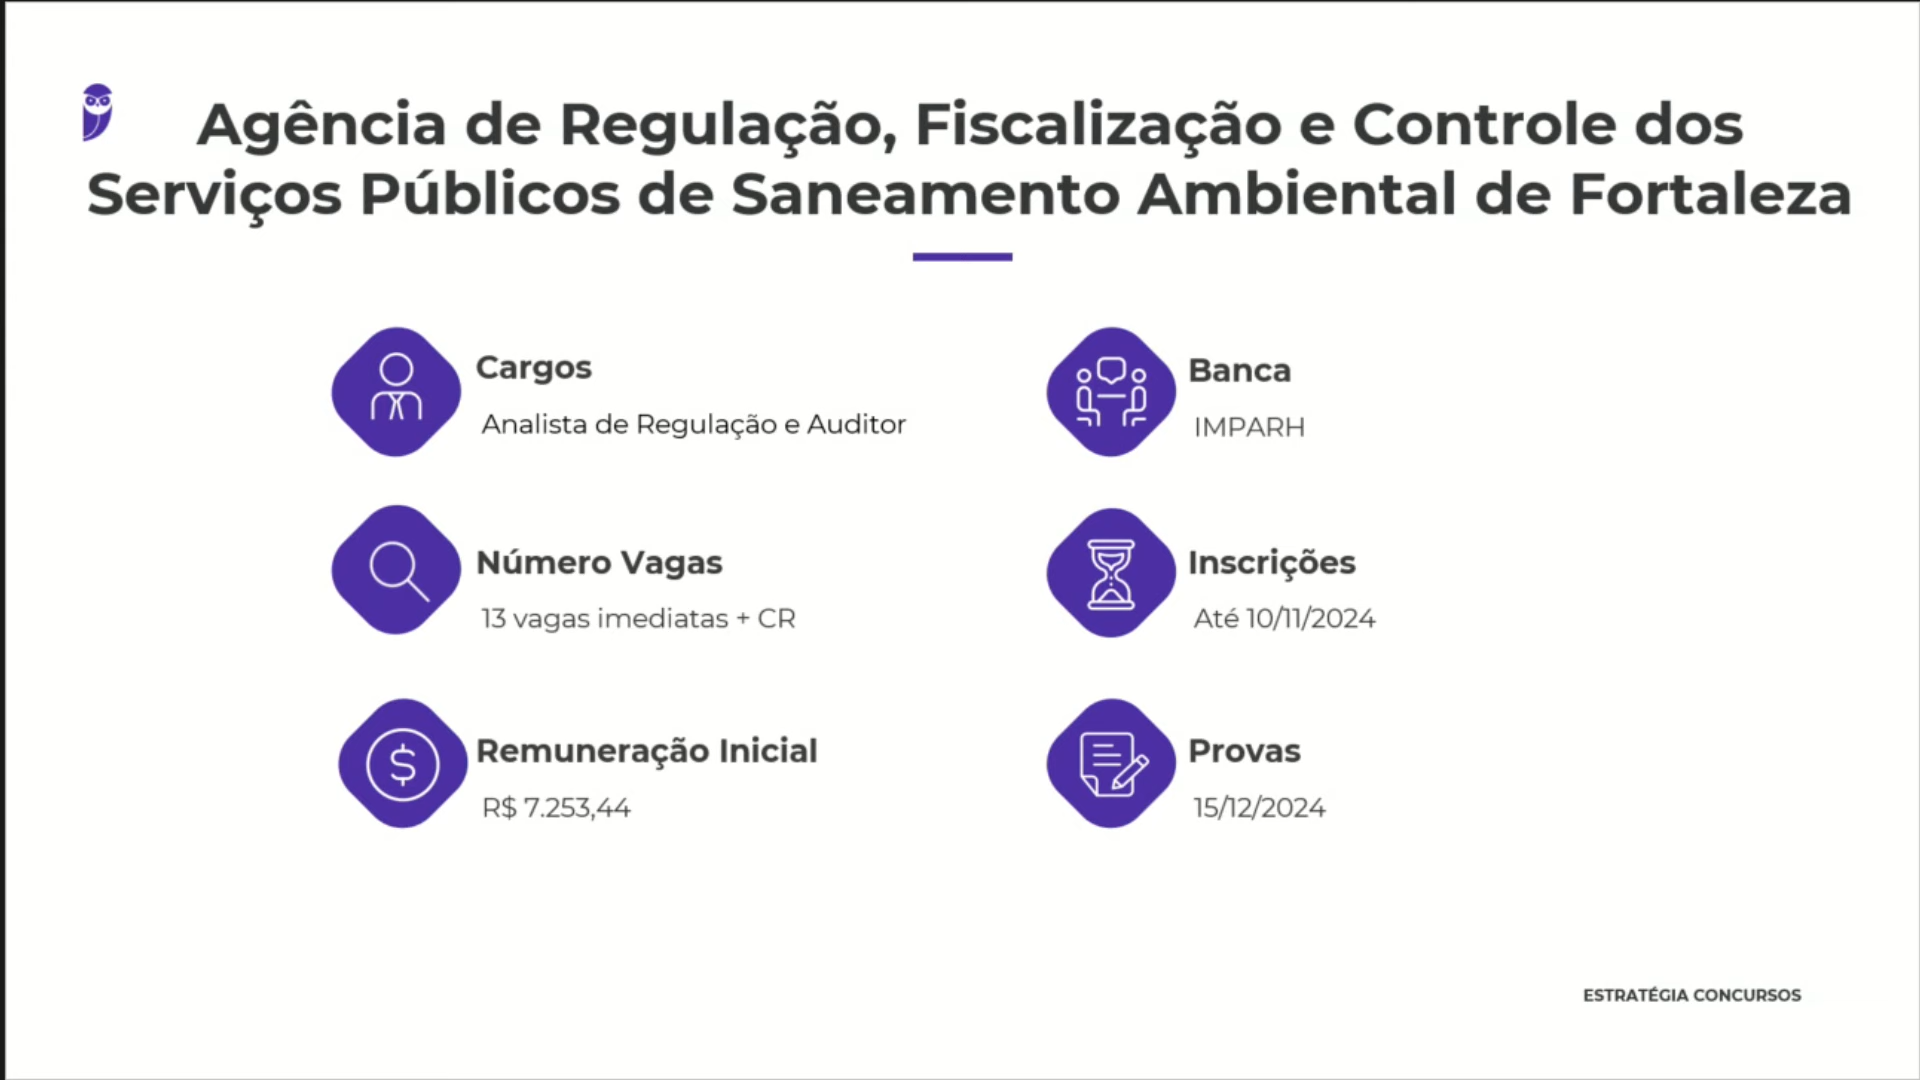 Agência de Regulação, Fiscalização e Controle dos
Serviços Públicos de Saneamento Ambiental de Fortaleza
Cargos
Analista de Regulação e Auditor
Banca
IMPARH
Número Vagas
13 vagas imediatas + CR
Inscrições
Até 10/11/2024
Remuneração Inicial
R$ 7.253,44
Provas
15/12/2024
ESTRATÉGIA CONCURSOS